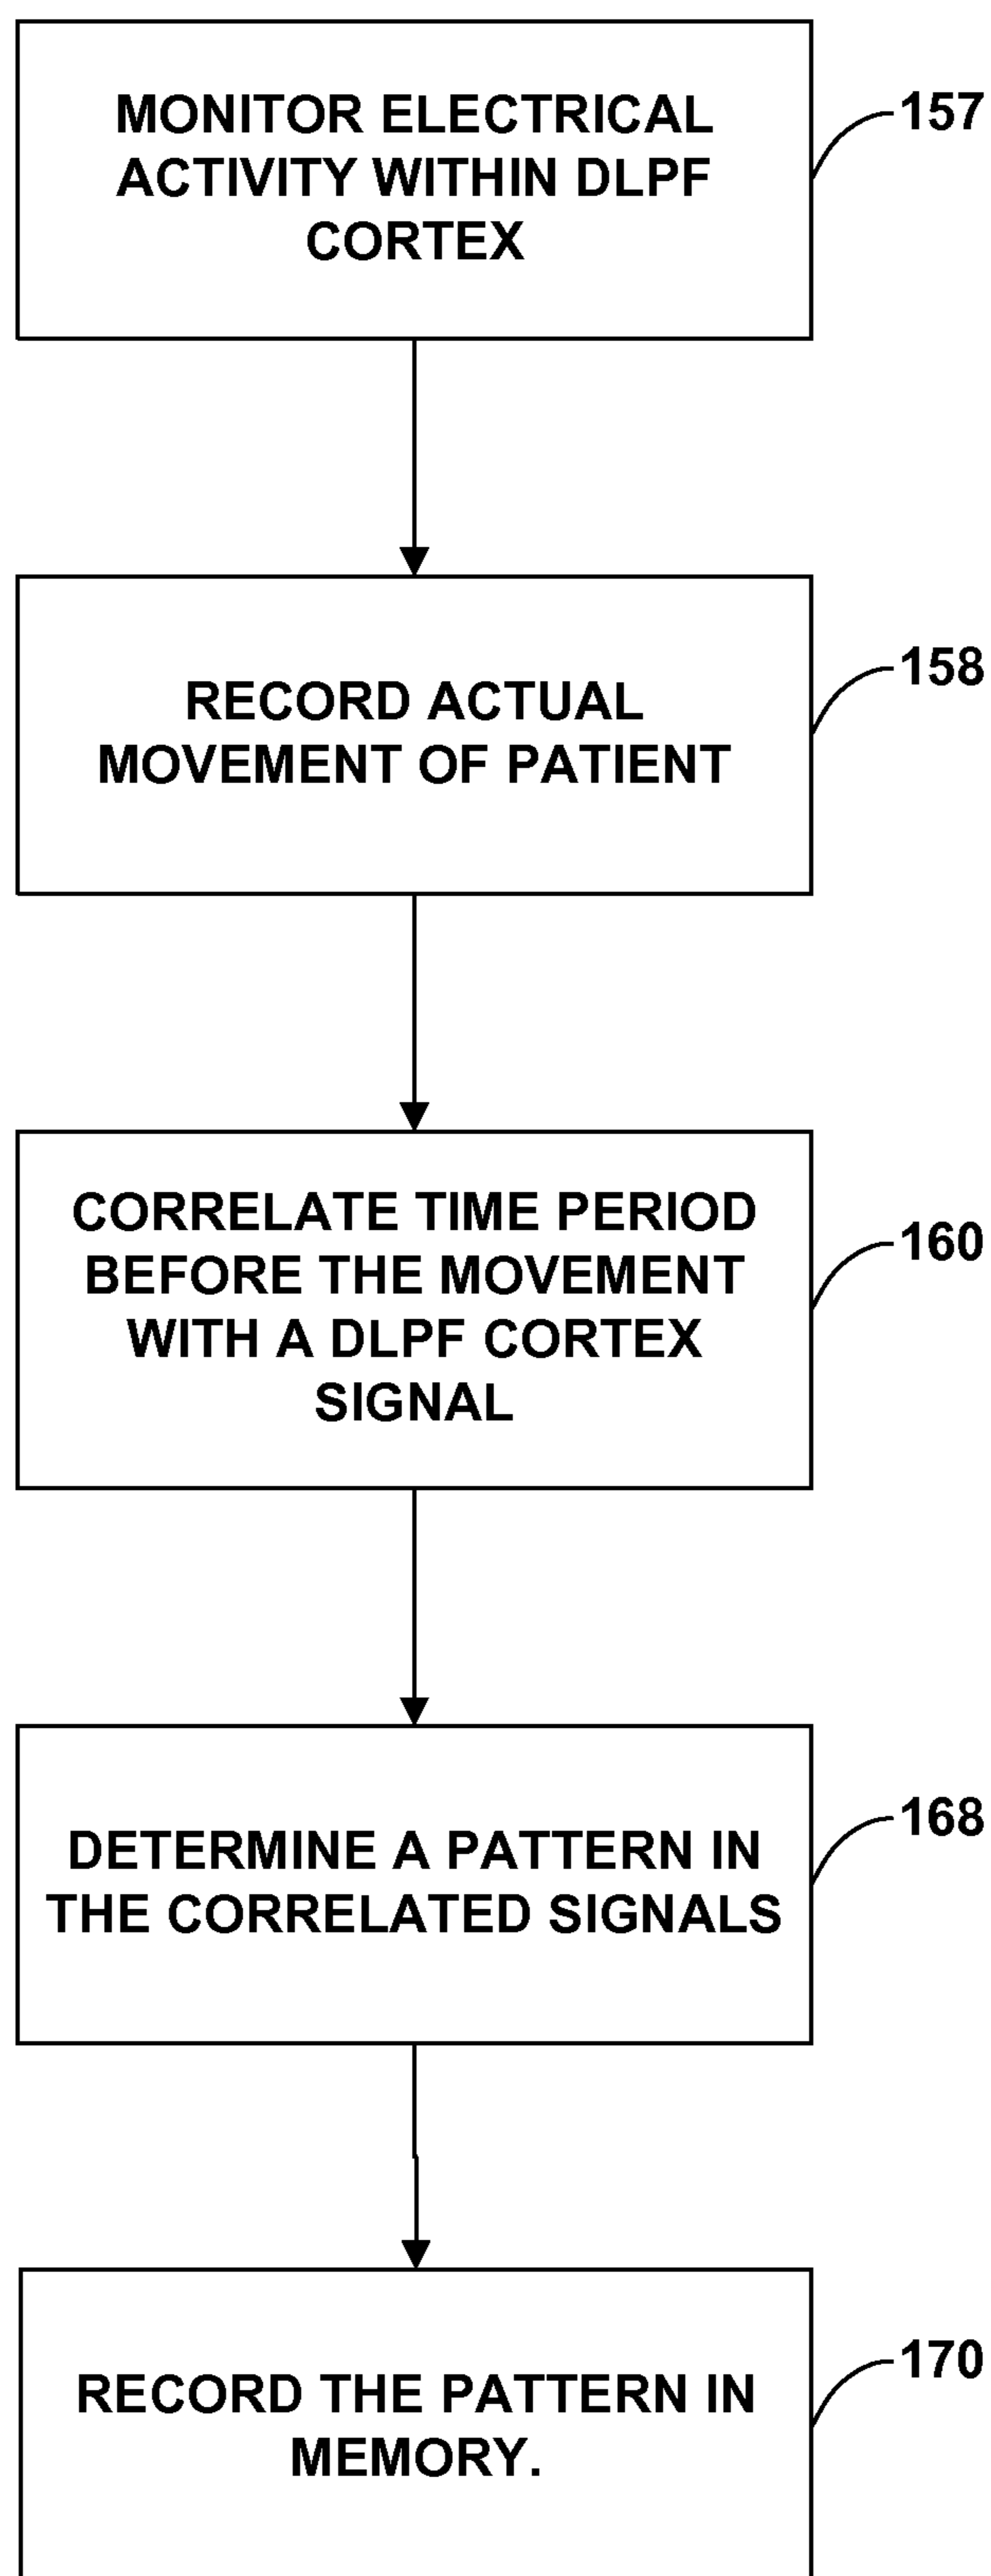 MONITOR ELECTRICAL
ACTIVITY WITHIN DLPF
CORTEX
157
RECORD ACTUAL
MOVEMENT OF PATIENT
158
CORRELATE TIME PERIOD
BEFORE THE MOVEMENT
WITH A DLPF CORTEX
SIGNAL
160
DETERMINE A PATTERN IN
THE CORRELATED SIGNALS
168
RECORD THE PATTERN IN
MEMORY.
170